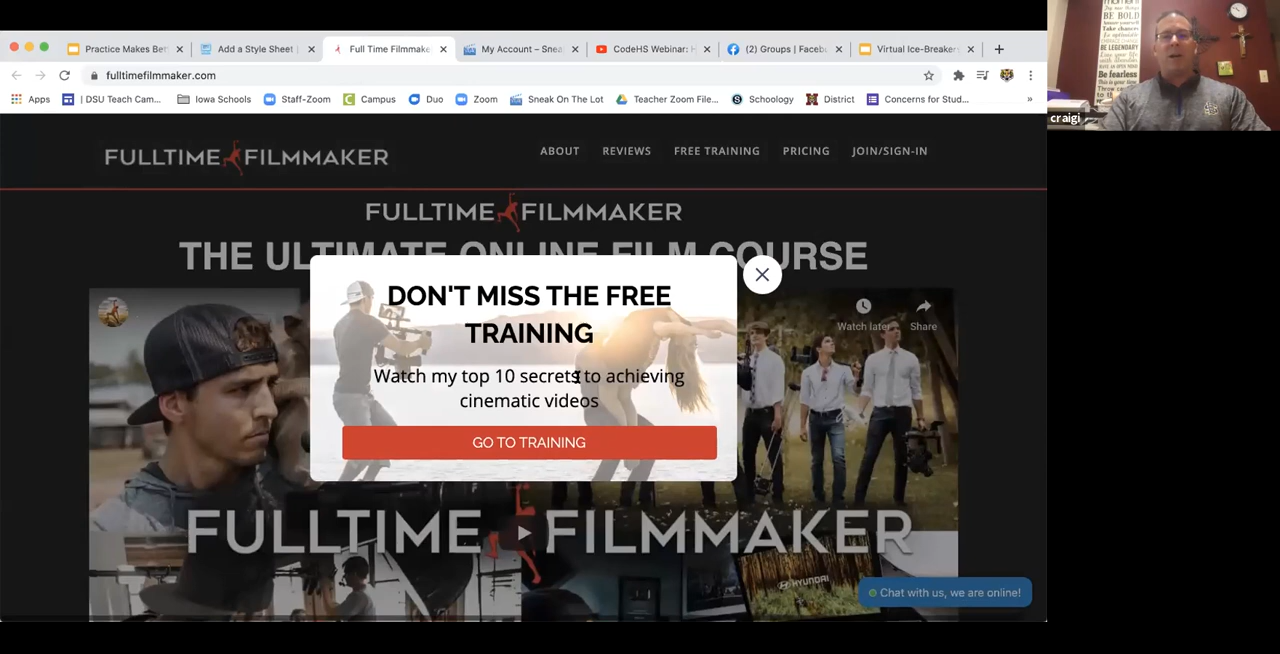 moment
BE BOLD
BE LEGENDARY
Be fearless
craigi
Practice Makes Ber
Add a Style Sheet
Full Time Filmmake
My Account – Snea
CodeHS Webinar: H
(2) Groups | Faceb
Virtual Ice-Breakers
fulltimefilmmaker.com
Apps
| DSU Teach Cam...
Iowa Schools
Staff-Zoom
Campus
Duo
Zoom
Sneak On The Lot
Teacher Zoom File...
Schoology
District
Concerns for Stud...
»
FULLTIME FILMMAKER
ABOUT
REVIEWS
FREE TRAINING
PRICING
JOIN/SIGN-IN
FULLTIME FILMMAKER
THE ULTIMATE ONLINE FILM COURSE
DON'T MISS THE FREE
TRAINING
Watch my top 10 secrets to achieving
cinematic videos
GO TO TRAINING
Watch later
Share
FULLTIME FILMMAKER
HYUNDAI
Chat with us, we are online!